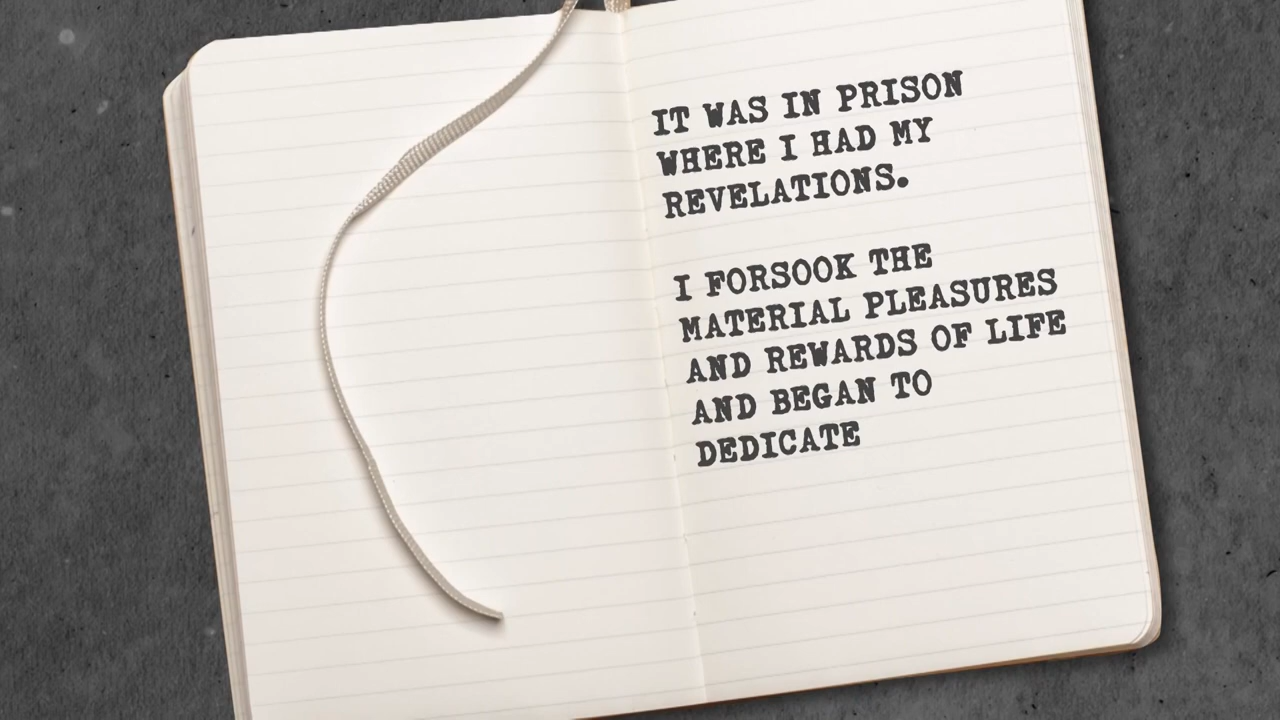 IT WAS IN PRISON
WHERE I HAD MY
REVELATIONS.
I FORSOOK THE
MATERIAL PLEASURES
AND REWARDS OF LIFE
AND BEGAN TO
DEDICATE